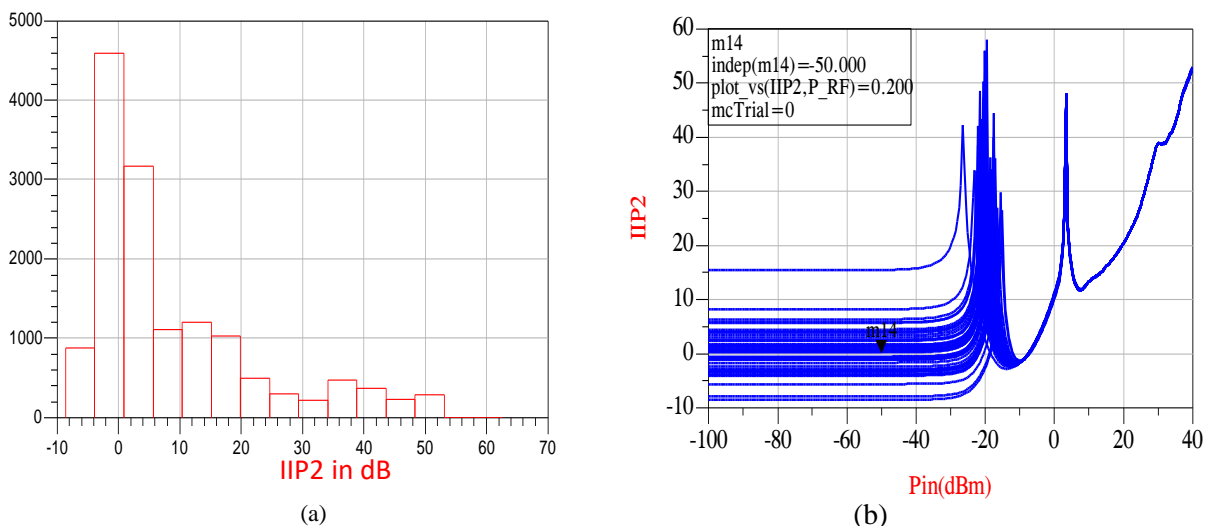 5000
4000
3000
2000
1000
0
-10 0 10 20 30 40 50 60 70
IIP2 in dB
(a)
m14
indep(m14)=-50.000
plot_vs(IIP2,P_RF)=0.200
mcTrial=0
60
50
40
30
20
10
0
-10
m14
IIP2
-100 -80 -60 -40 -20 0 20 40
Pin(dBm)
(b)